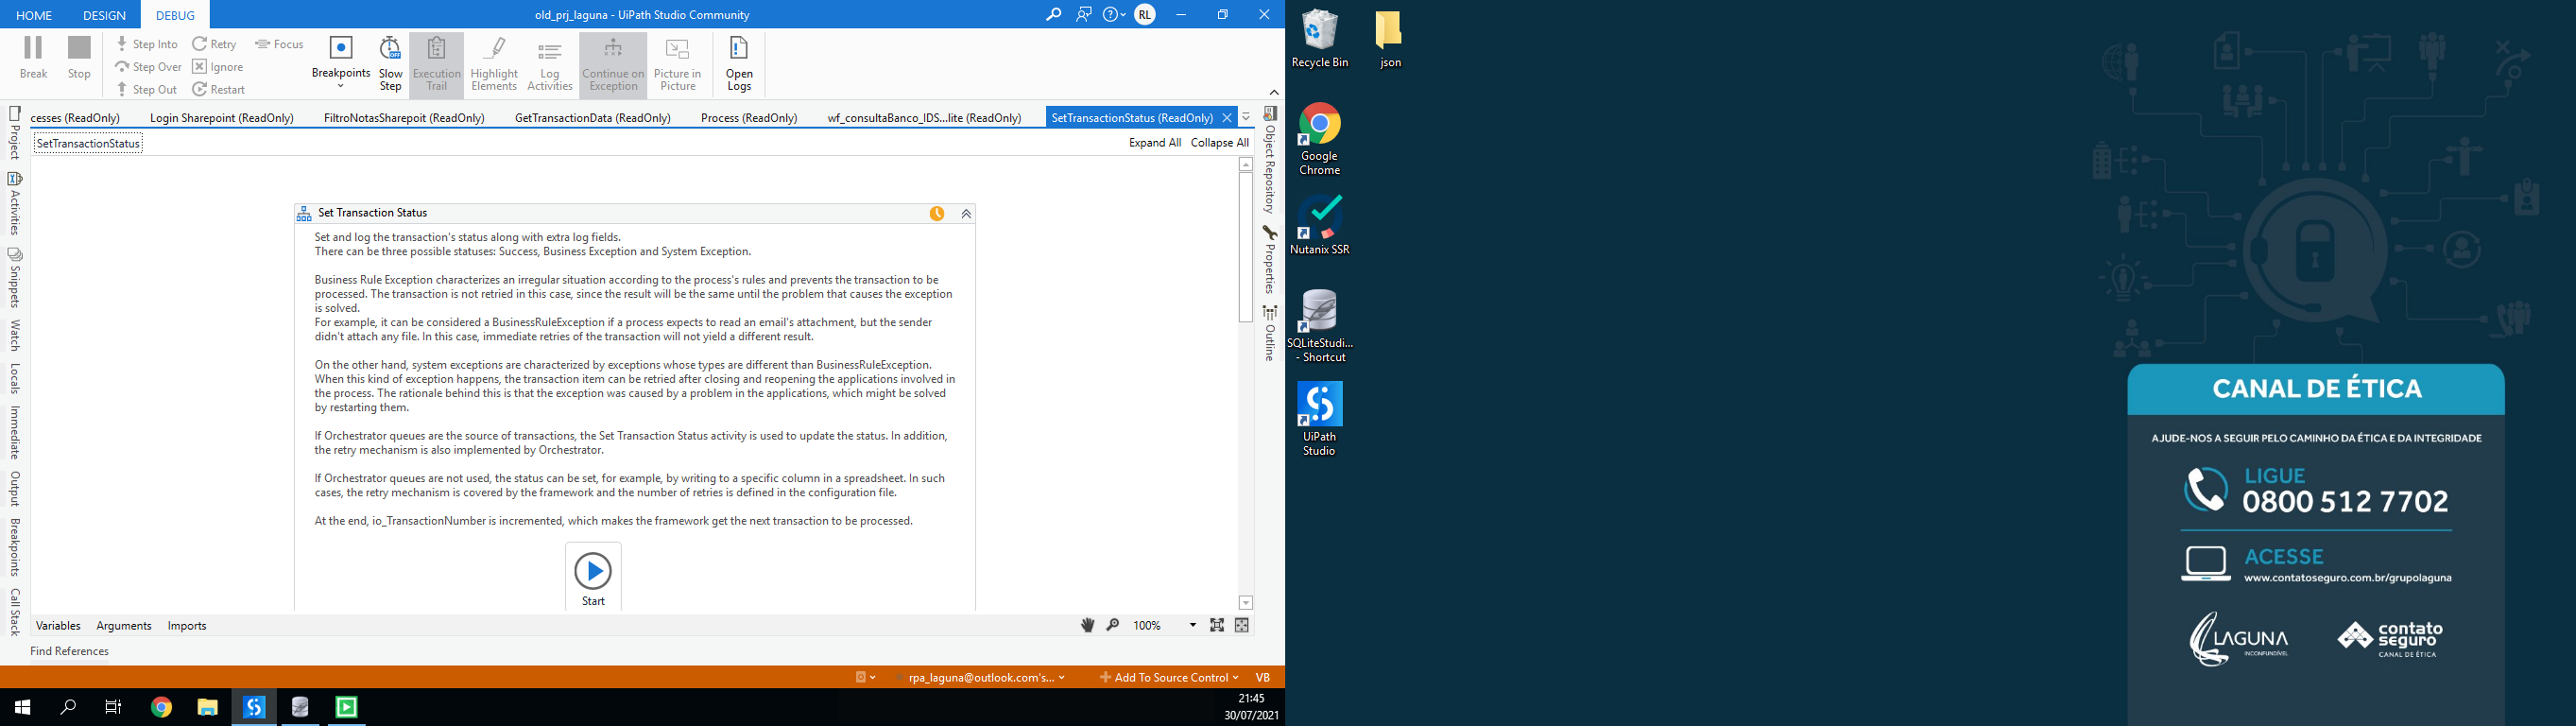 HOME DESIGN DEBUG old_prj_laguna - UiPath Studio Community RL
Break Stop Step Into Step Over Step Out Retry Ignore Restart Focus Breakpoints Slow Step OFF Execution Trail Highlight Elements Log Activities Continue on Exception Picture in Picture Open Logs
cesses (ReadOnly) Login Sharepoint (ReadOnly) FiltroNotasSharepoit (ReadOnly) GetTransactionData (ReadOnly) Process (ReadOnly) wf_consultaBanco_IDS...lite (ReadOnly) SetTransactionStatus (ReadOnly)
SetTransactionStatus Expand All Collapse All
Project
Activities
Snippets
Watch
Locals
Immediate
Output
Breakpoints
Call Stack
Set Transaction Status
Set and log the transaction's status along with extra log fields.
There can be three possible statuses: Success, Business Exception and System Exception.
Business Rule Exception characterizes an irregular situation according to the process's rules and prevents the transaction to be
processed. The transaction is not retried in this case, since the result will be the same until the problem that causes the exception
is solved.
For example, it can be considered a BusinessRuleException if a process expects to read an email's attachment, but the sender
didn't attach any file. In this case, immediate retries of the transaction will not yield a different result.
On the other hand, system exceptions are characterized by exceptions whose types are different than BusinessRuleException.
When this kind of exception happens, the transaction item can be retried after closing and reopening the applications involved in
the process. The rationale behind this is that the exception was caused by a problem in the applications, which might be solved
by restarting them.
If Orchestrator queues are the source of transactions, the Set Transaction Status activity is used to update the status. In addition,
the retry mechanism is also implemented by Orchestrator.
If Orchestrator queues are not used, the status can be set, for example, by writing to a specific column in a spreadsheet. In such
cases, the retry mechanism is covered by the framework and the number of retries is defined in the configuration file.
At the end, io_TransactionNumber is incremented, which makes the framework get the next transaction to be processed.
Start
Object Repository
Properties
Outline
Variables Arguments Imports 100%
Find References
rpa_laguna@outlook.com's... Add To Source Control VB
21:45
30/07/2021
Recycle Bin json
Google
Chrome
Nutanix SSR
SQLiteStudi...
- Shortcut
UiPath
Studio
CANAL DE ÉTICA
AJUDE-NOS A SEGUIR PELO CAMINHO DA ÉTICA E DA INTEGRIDADE
LIGUE
0800 512 7702
ACESSE
www.contatoseguro.com.br/grupolaguna
LAGUNA
INCONFUNDÍVEL
contato
seguro
CANAL DE ÉTICA